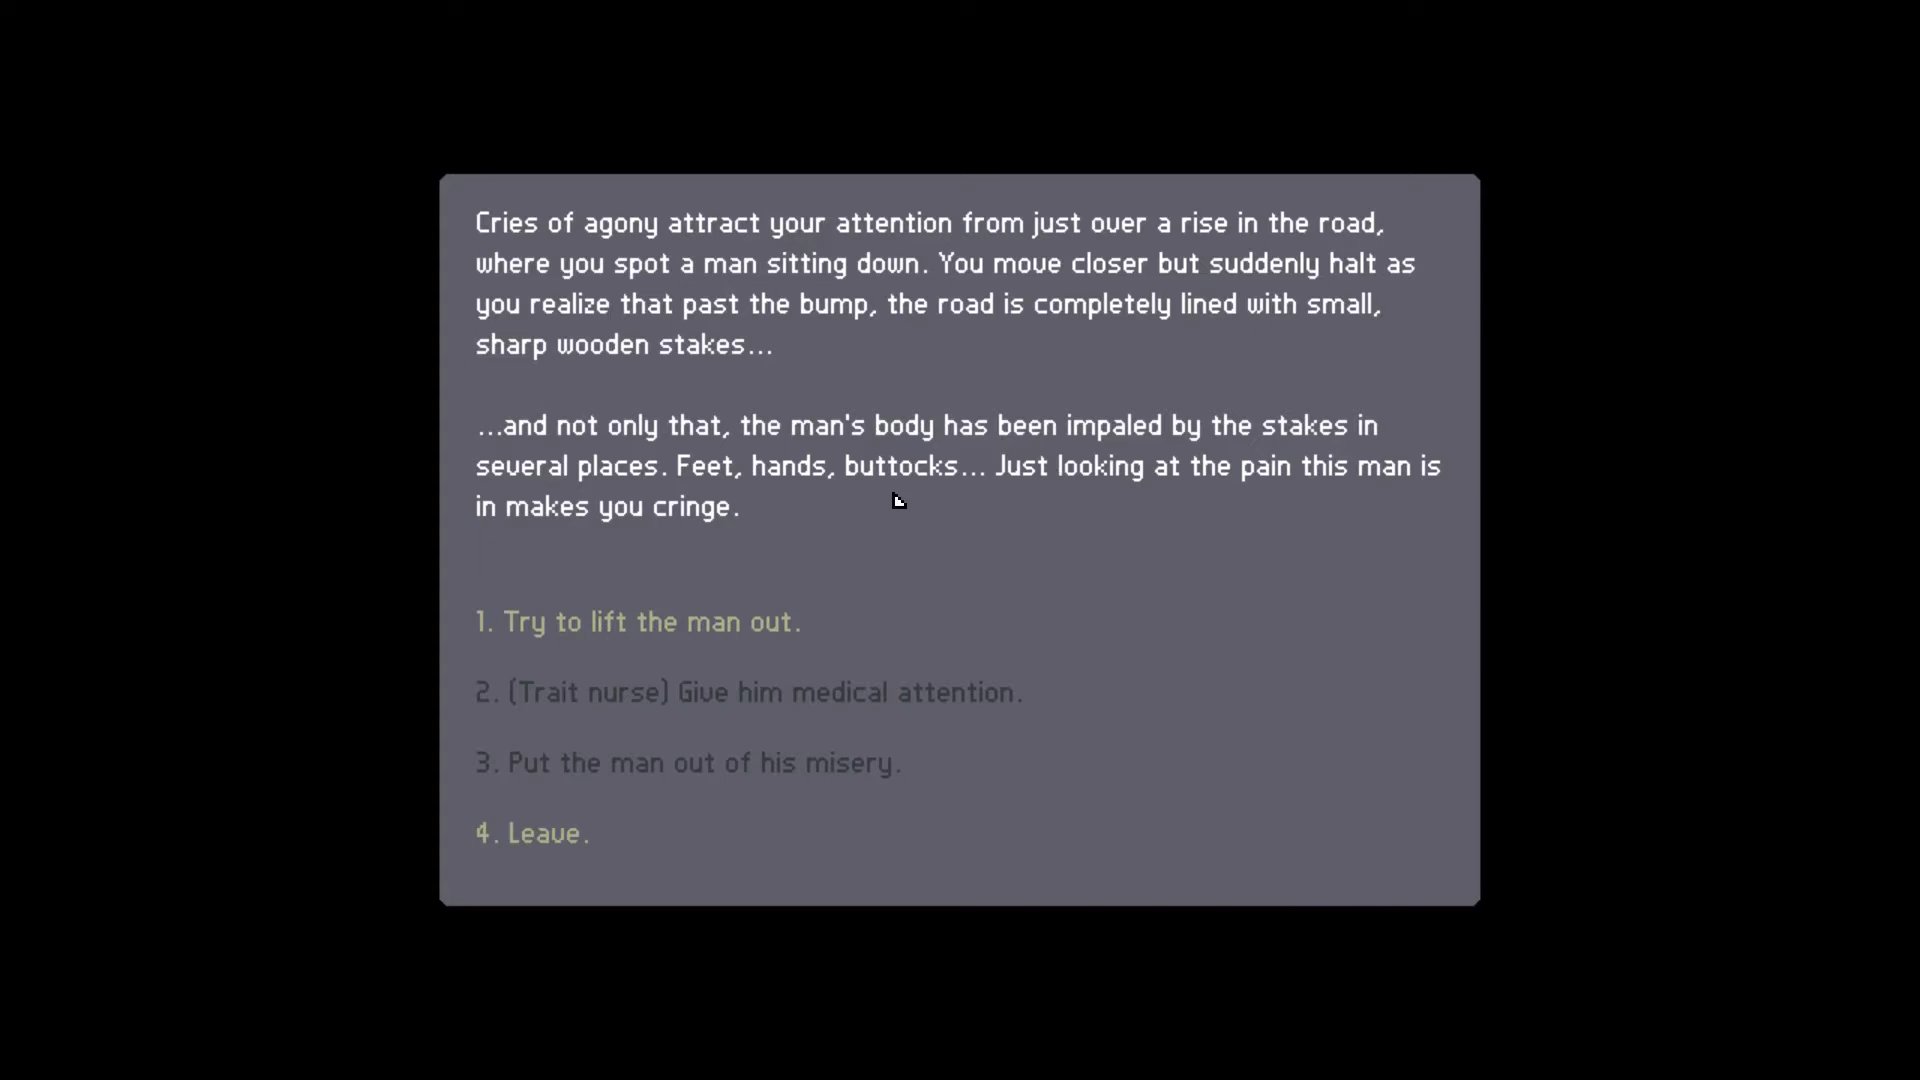 Cries of agony attract your attention from just over a rise in the road,
where you spot a man sitting down. You move closer but suddenly halt as
you realize that past the bump, the road is completely lined with small,
sharp wooden stakes...
...and not only that, the man's body has been impaled by the stakes in
several places. Feet, hands, buttocks... Just looking at the pain this man is
in makes you cringe.
1. Try to lift the man out.
2. (Trait nurse) Give him medical attention.
3. Put the man out of his misery.
4. Leave.